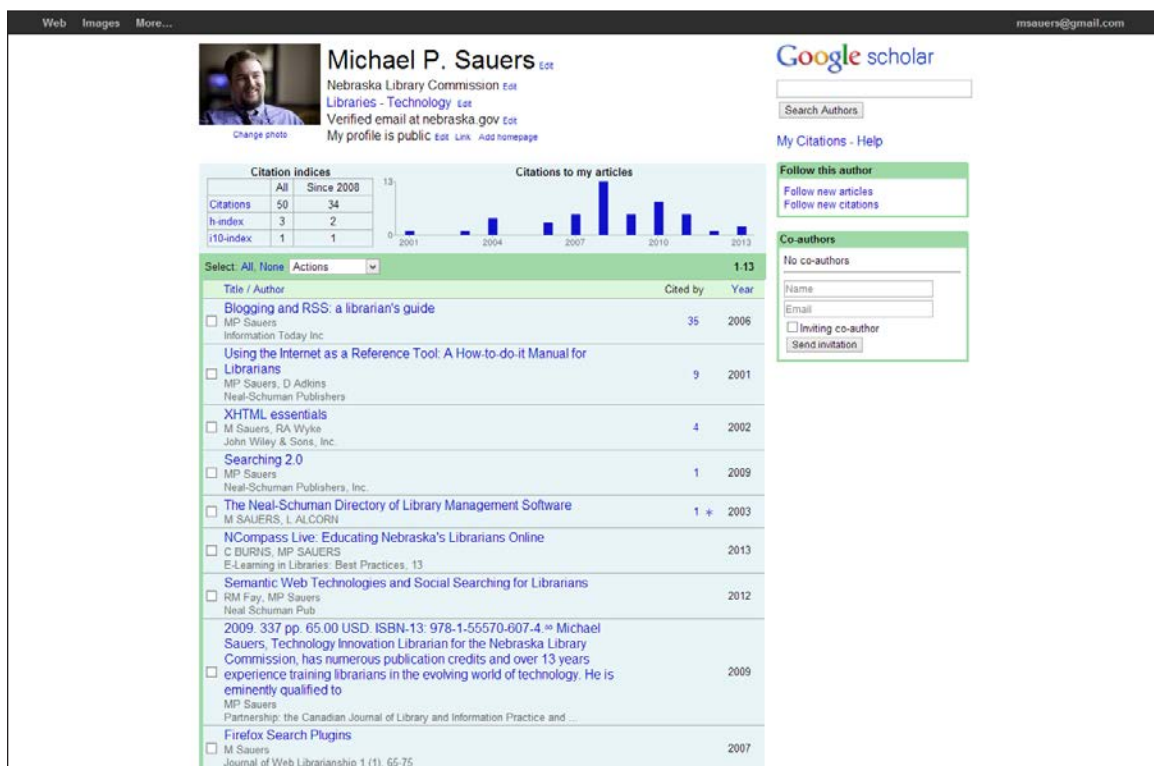 Web Images More...
msauers@gmail.com
Michael P. Sauers Edit
Nebraska Library Commission Edit
Libraries - Technology Edit
Verified email at nebraska.gov Edit
My profile is public Edit Link Add homepage
Change photo
Google scholar
Search Authors
My Citations - Help
Citation indices
All Since 2008
Citations 50 34
h-index 3 2
i10-index 1 1
Citations to my articles
13
0
2001 2004 2007 2010 2013
Follow this author
Follow new articles
Follow new citations
Co-authors
No co-authors
Name
Email
Inviting co-author
Send invitation
Select: All, None Actions 1-13
Title / Author Cited by Year
Blogging and RSS: a librarian's guide
MP Sauers 35 2006
Information Today Inc
Using the Internet as a Reference Tool: A How-to-do-it Manual for
Librarians 9 2001
MP Sauers, D Adkins
Neal-Schuman Publishers
XHTML essentials
M Sauers, RA Wyke 4 2002
John Wiley & Sons, Inc.
Searching 2.0
MP Sauers 1 2009
Neal-Schuman Publishers, Inc.
The Neal-Schuman Directory of Library Management Software 1 * 2003
M SAUERS, L ALCORN
NCompass Live: Educating Nebraska's Librarians Online
C BURNS, MP SAUERS 2013
E-Learning in Libraries: Best Practices, 13
Semantic Web Technologies and Social Searching for Librarians
RM Fay, MP Sauers 2012
Neal Schuman Pub
2009. 337 pp. 65.00 USD. ISBN-13: 978-1-55570-607-4. Michael
Sauers, Technology Innovation Librarian for the Nebraska Library
Commission, has numerous publication credits and over 13 years
experience training librarians in the evolving world of technology. He is 2009
eminently qualified to
MP Sauers
Partnership: the Canadian Journal of Library and Information Practice and ...
Firefox Search Plugins
M Sauers 2007
Journal of Web Librarianship 1 (1), 65-75